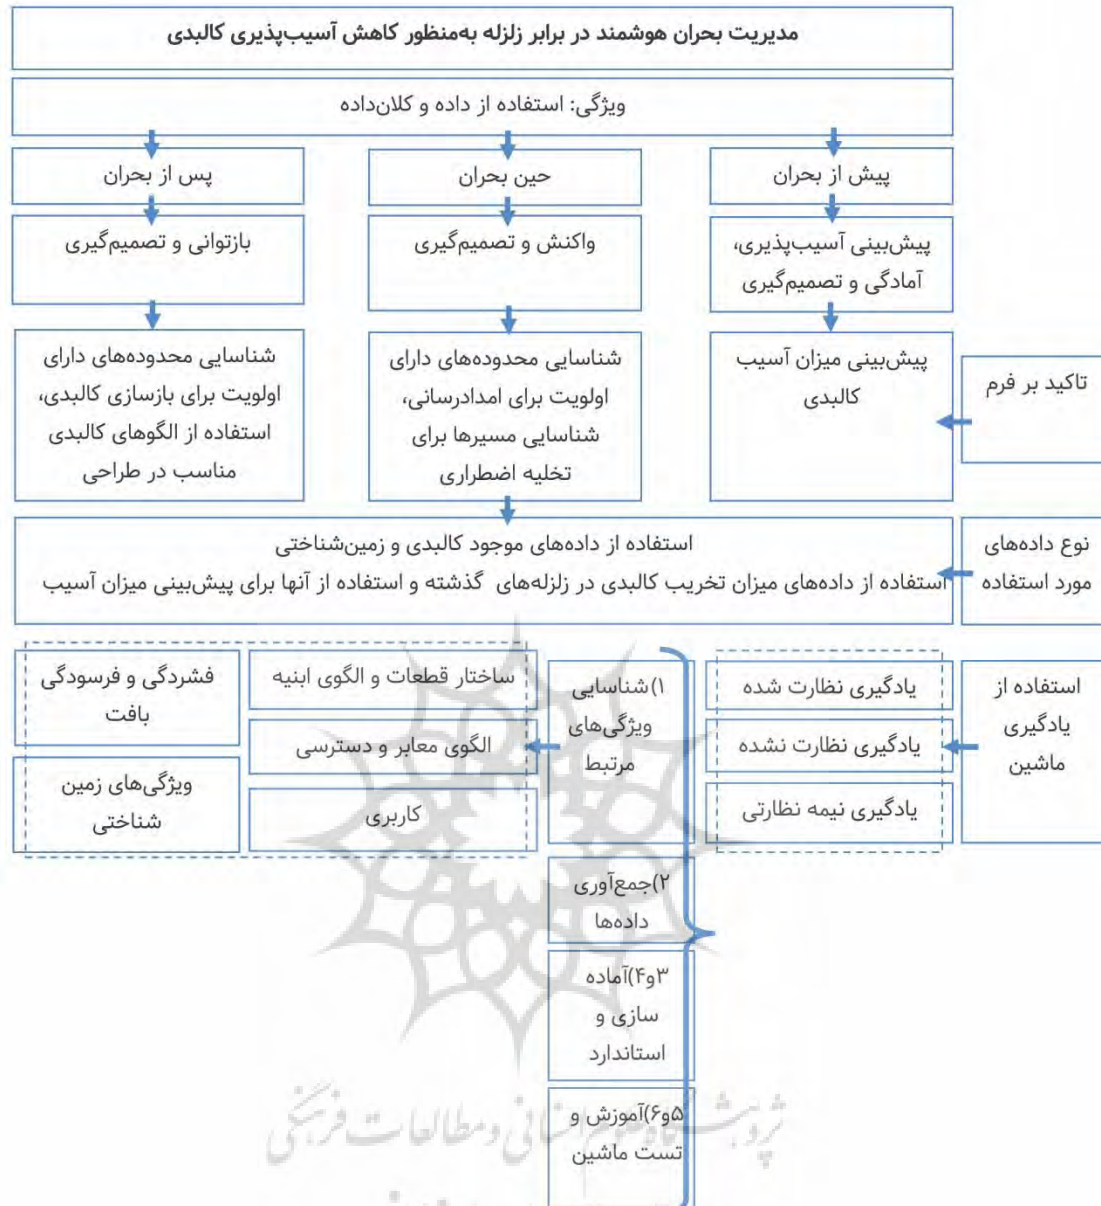 مدیریت بحران هوشمند در برابر زلزله به‌منظور کاهش آسیب‌پذیری کالبدی
ویژگی: استفاده از داده و کلان‌داده
پیش از بحران
حین بحران
پس از بحران
پیش‌بینی آسیب‌پذیری،
آمادگی و تصمیم‌گیری
واکنش و تصمیم‌گیری
بازتوانی و تصمیم‌گیری
تاکید بر فرم
پیش‌بینی میزان آسیب
کالبدی
شناسایی محدوده‌های دارای
اولویت برای امدادرسانی،
شناسایی مسیرها برای
تخلیه اضطراری
شناسایی محدوده‌های دارای
اولویت برای بازسازی کالبدی،
استفاده از الگوهای کالبدی
مناسب در طراحی
نوع داده‌های
مورد استفاده
استفاده از داده‌های موجود کالبدی و زمین‌شناختی
استفاده از داده‌های میزان تخریب کالبدی در زلزله‌های گذشته و استفاده از آنها برای پیش‌بینی میزان آسیب
استفاده از
یادگیری
ماشین
یادگیری نظارت شده
یادگیری نظارت نشده
یادگیری نیمه نظارتی
۱)شناسایی
ویژگی‌های
مرتبط
ساختار قطعات و الگوی ابنیه
الگوی معابر و دسترسی
کاربری
فشردگی و فرسودگی
بافت
ویژگی‌های زمین
شناختی
۲)جمع‌آوری
داده‌ها
۳و۴)آماده
سازی و
استاندارد
۵و۶)آموزش و
تست ماشین
پژوهشگاه علوم انسانی و مطالعات فرهنگی